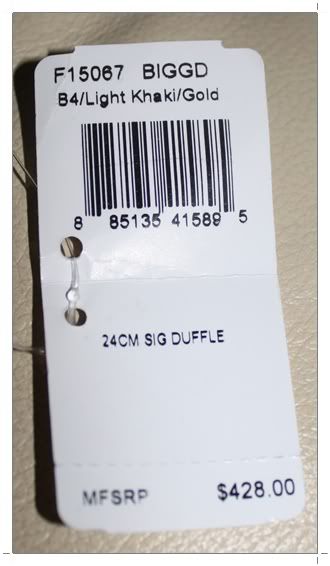 F15067 BIGGD
B4/Light Khaki/Gold
8 85135 41589 5
24CM SIG DUFFLE
MFSRP $428.00